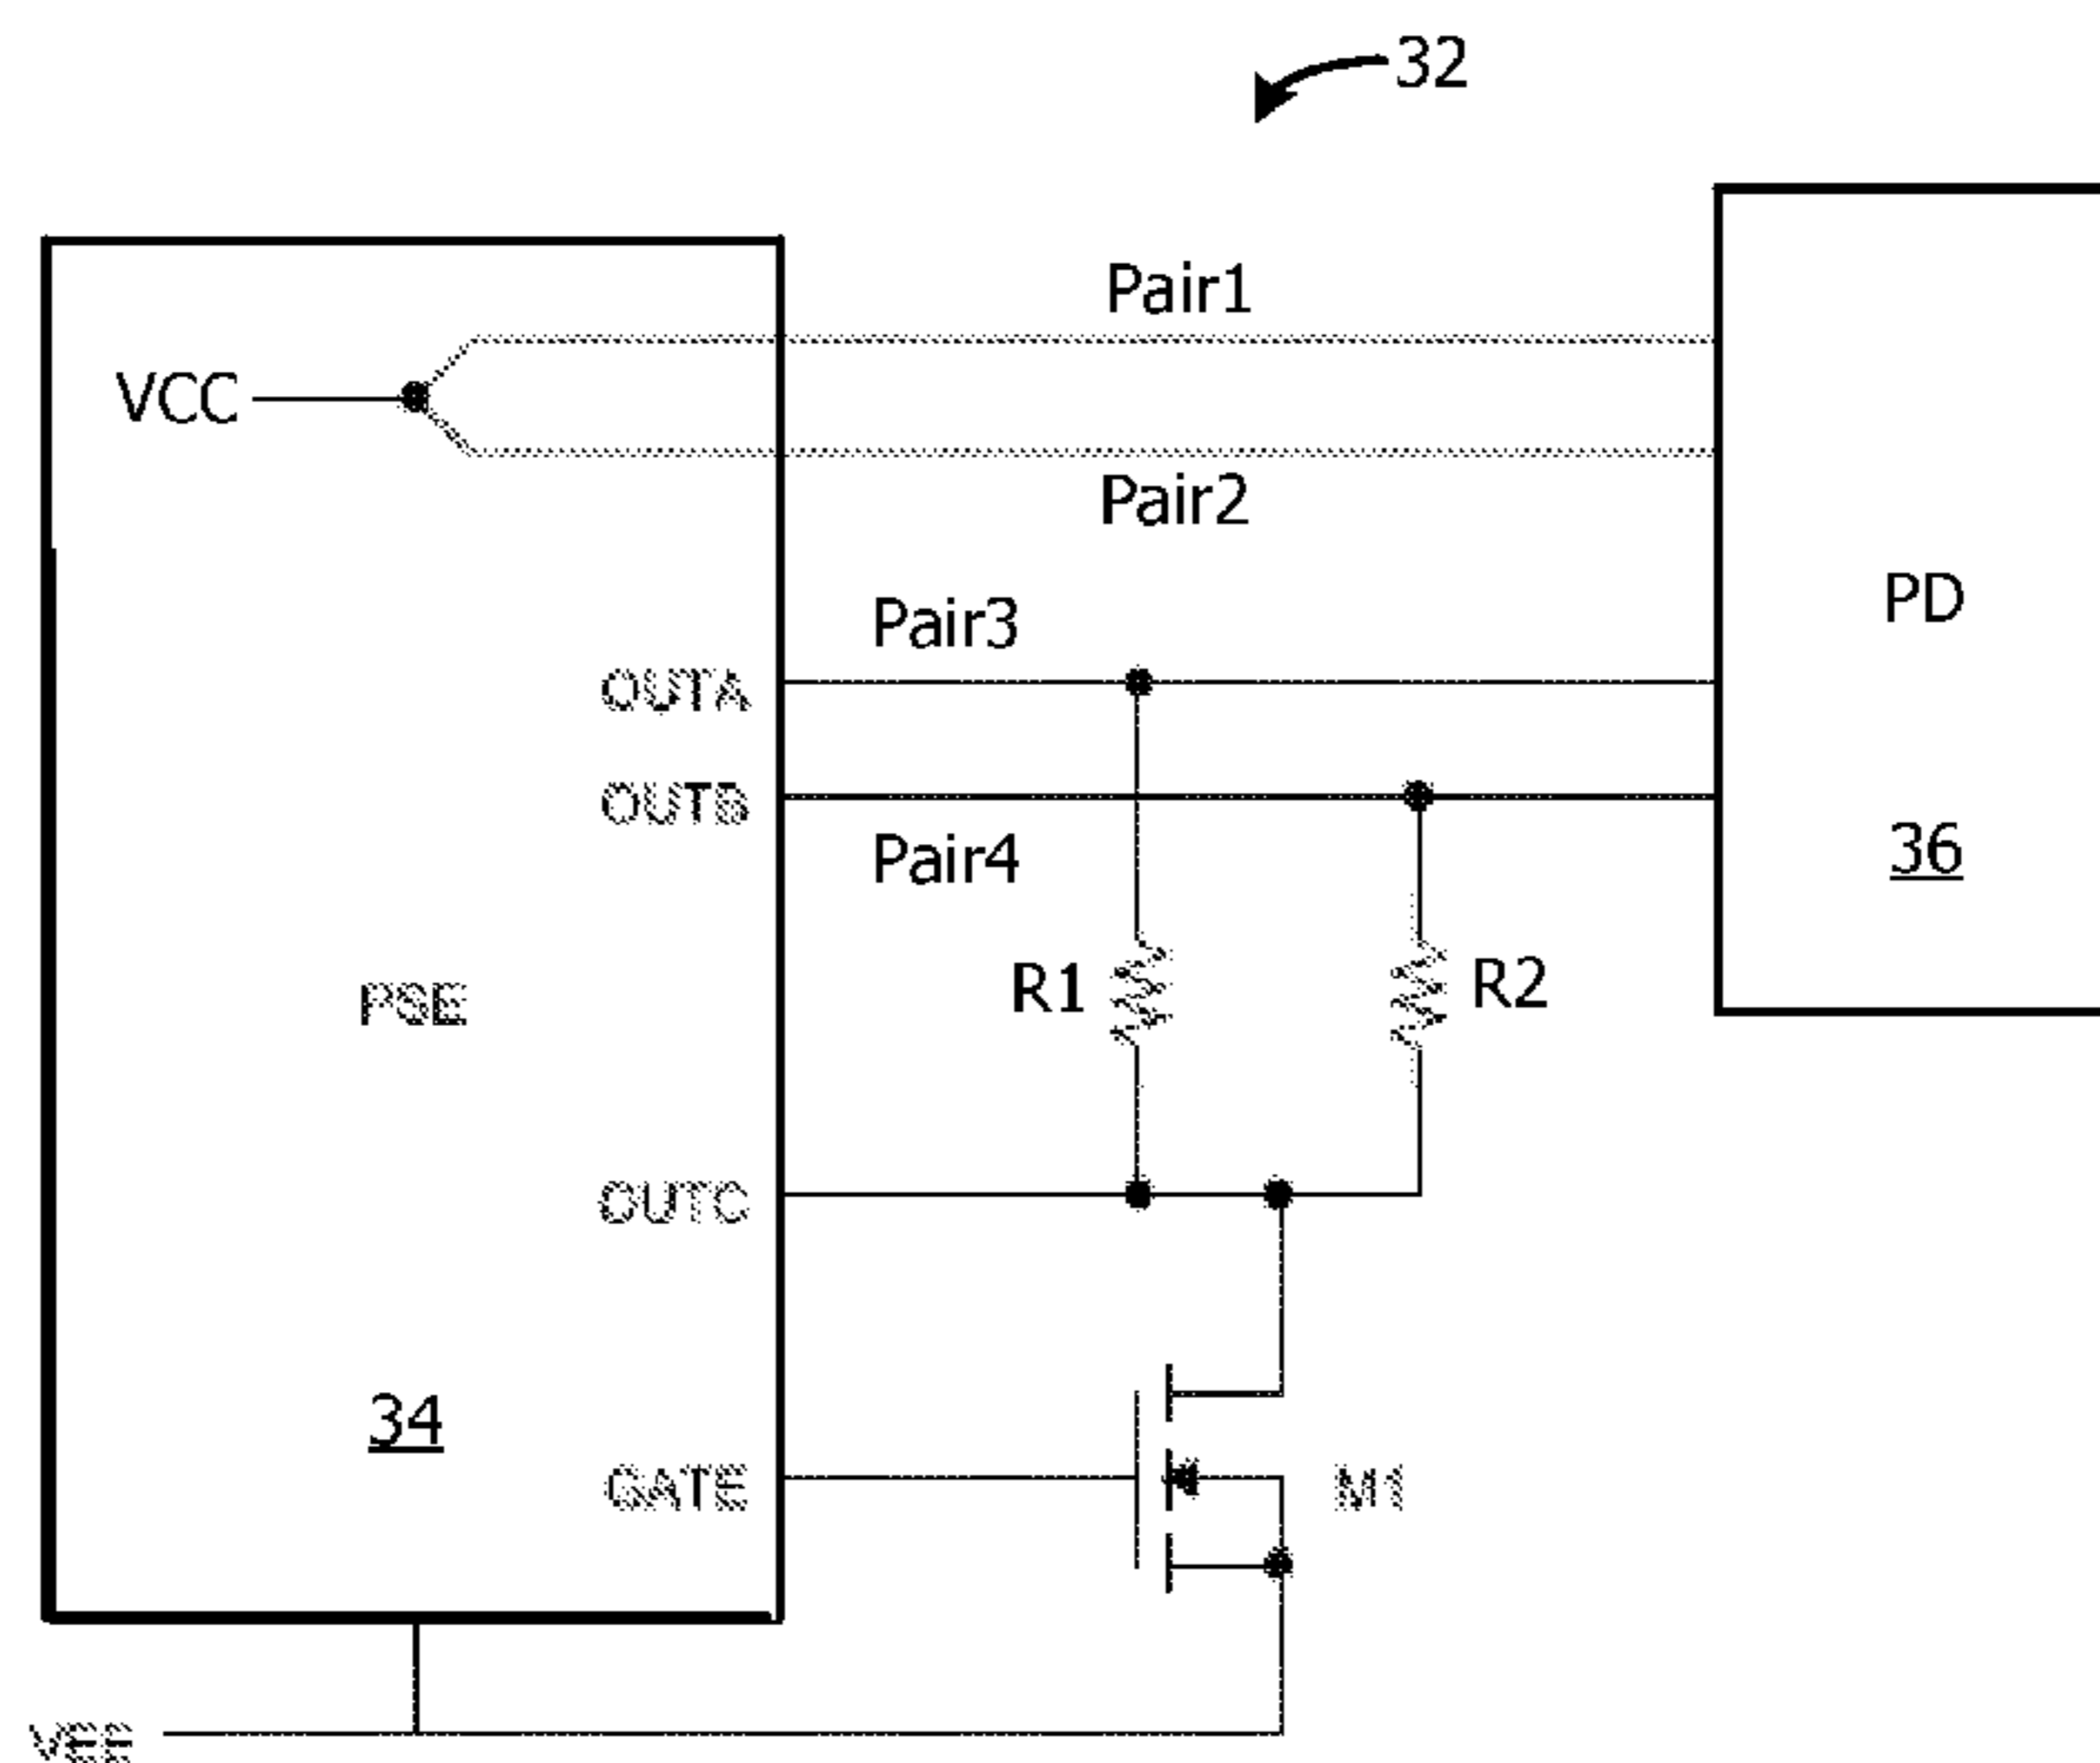 32
Pair1
VCC
Pair2
PD
Pair3
OUTA
OUTB
Pair4
36
R1
R2
PSE
OUTC
34
GATE
M1
VEE